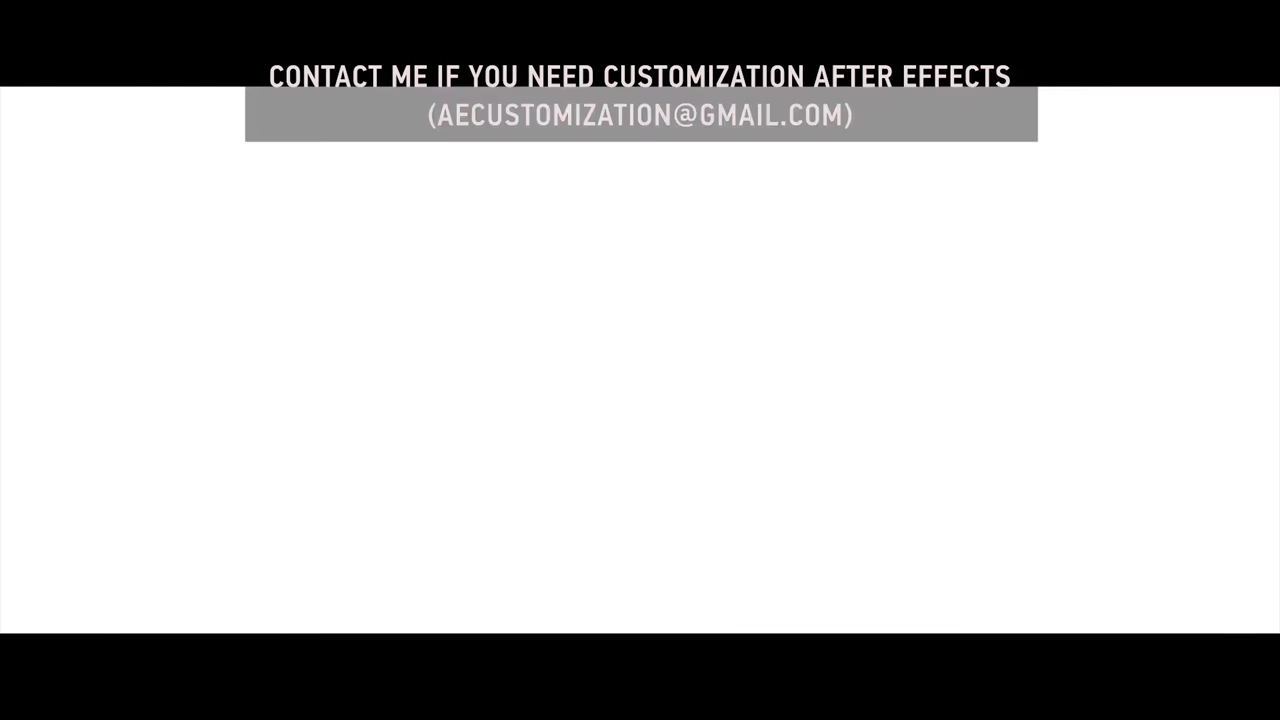 CONTACT ME IF YOU NEED CUSTOMIZATION AFTER EFFECTS
(AECUSTOMIZATION@GMAIL.COM)